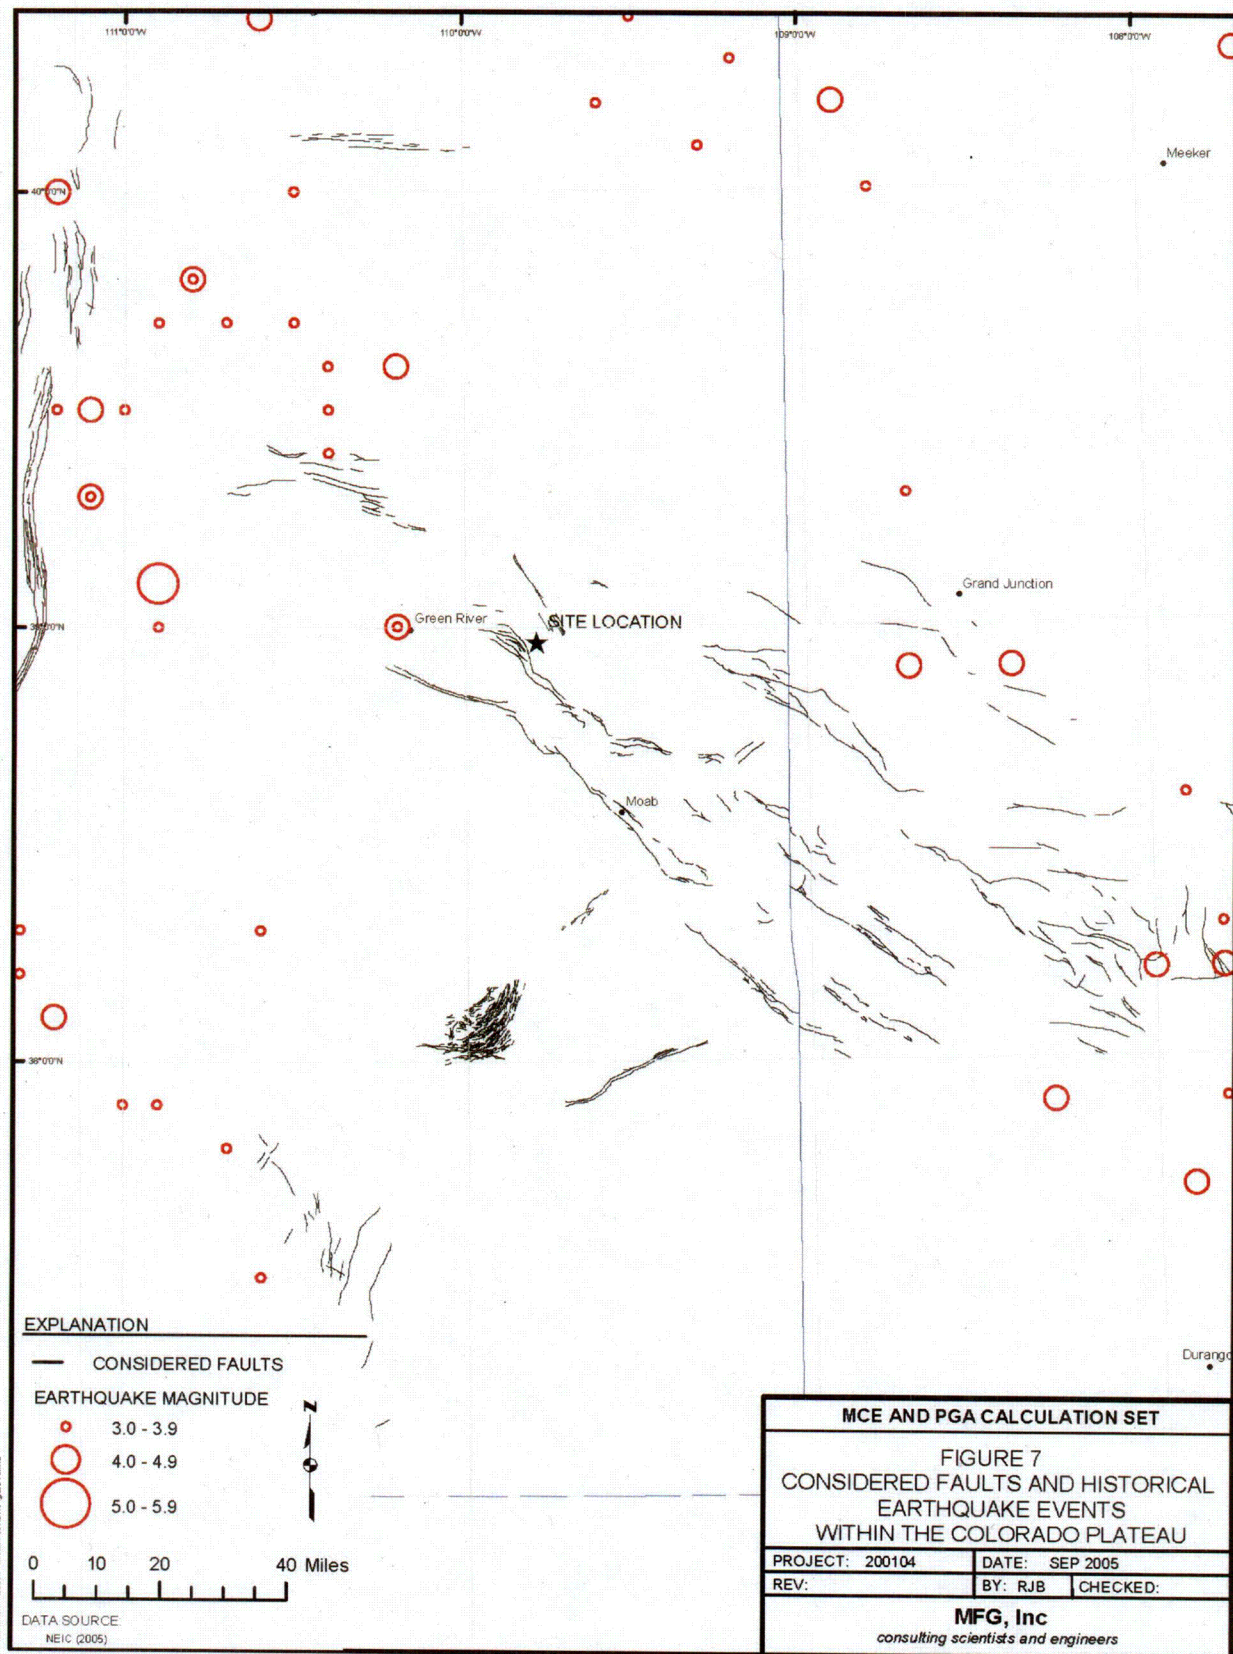 111°0'0"W
110°0'0"W
109°0'0"W
108°0'0"W
Meeker
40°0'0"N
Grand Junction
Green River
SITE LOCATION
39°0'0"N
Moab
38°0'0"N
Durango
EXPLANATION
CONSIDERED FAULTS
EARTHQUAKE MAGNITUDE
3.0 - 3.9
4.0 - 4.9
5.0 - 5.9
N
0 10 20 40 Miles
DATA SOURCE
NEIC (2005)
MCE AND PGA CALCULATION SET
FIGURE 7
CONSIDERED FAULTS AND HISTORICAL
EARTHQUAKE EVENTS
WITHIN THE COLORADO PLATEAU
PROJECT: 200104 DATE: SEP 2005
REV: BY: RJB CHECKED:
MFG, Inc
consulting scientists and engineers